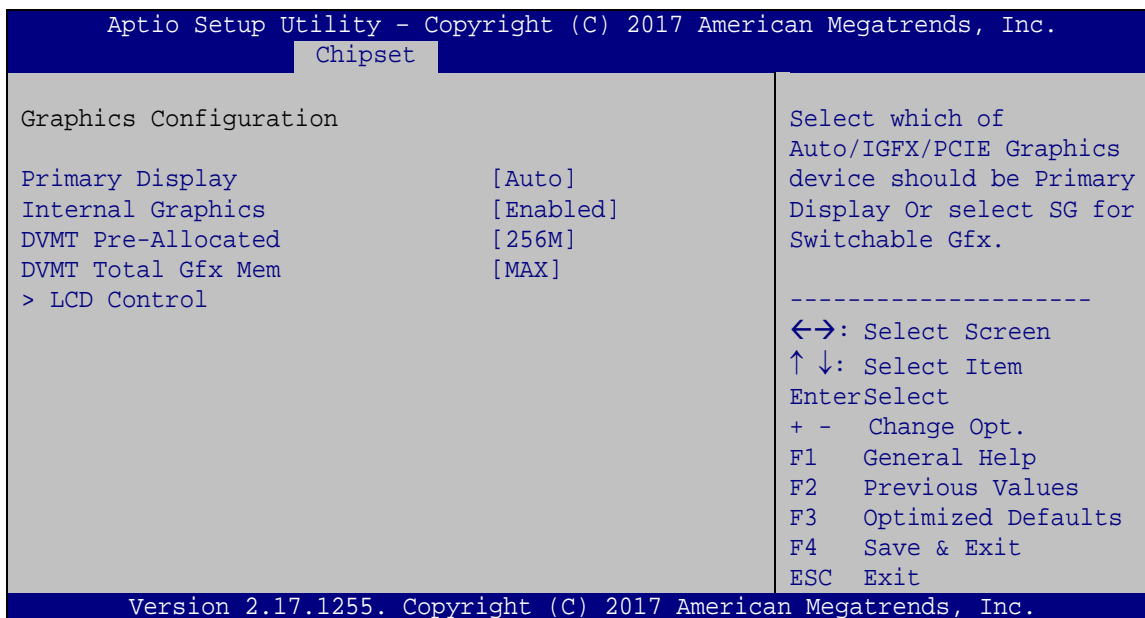 Aptio Setup Utility – Copyright (C) 2017 American Megatrends, Inc.
Chipset
Graphics Configuration
Primary Display [Auto]
Internal Graphics [Enabled]
DVMT Pre-Allocated [256M]
DVMT Total Gfx Mem [MAX]
> LCD Control
Select which of
Auto/IGFX/PCIE Graphics
device should be Primary
Display Or select SG for
Switchable Gfx.
---------------------
←→: Select Screen
↑ ↓: Select Item
EnterSelect
+ - Change Opt.
F1 General Help
F2 Previous Values
F3 Optimized Defaults
F4 Save & Exit
ESC Exit
Version 2.17.1255. Copyright (C) 2017 American Megatrends, Inc.